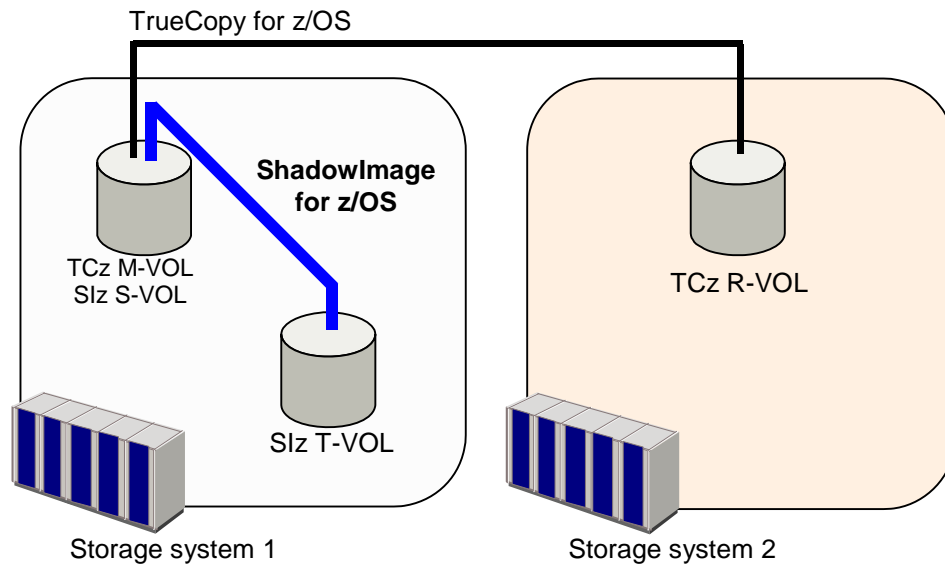 TrueCopy for z/OS
ShadowImage
for z/OS
TCz M-VOL
SIz S-VOL
TCz R-VOL
SIz T-VOL
Storage system 1
Storage system 2